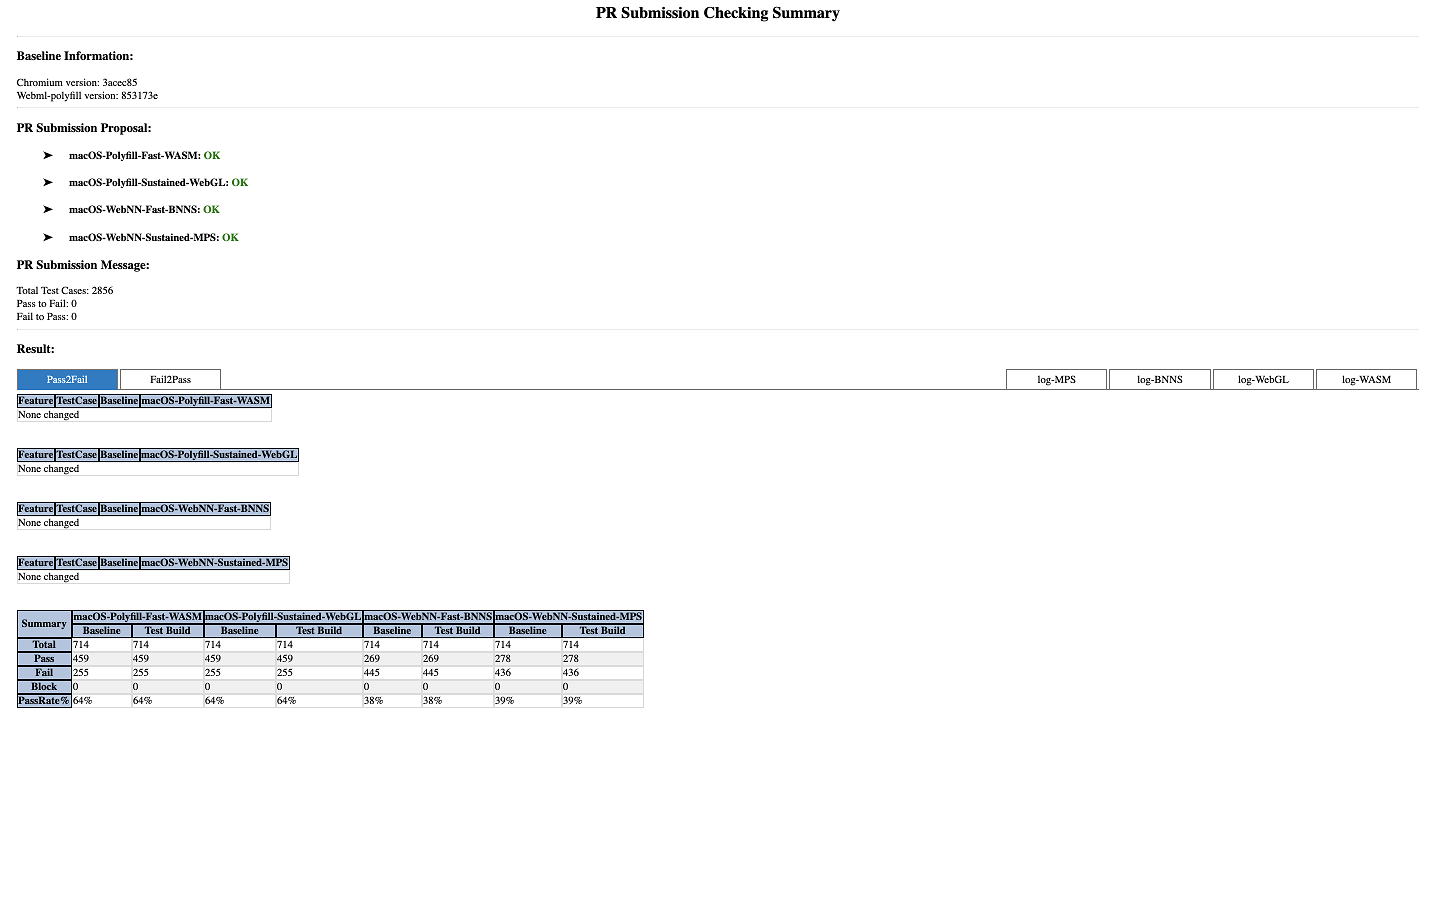 PR Submission Checking Summary
Baseline Information:
Chromium version: 3acec85
Webml-polyfill version: 853173e
PR Submission Proposal:
➤ macOS-Polyfill-Fast-WASM: OK
➤ macOS-Polyfill-Sustained-WebGL: OK
➤ macOS-WebNN-Fast-BNNS: OK
➤ macOS-WebNN-Sustained-MPS: OK
PR Submission Message:
Total Test Cases: 2856
Pass to Fail: 0
Fail to Pass: 0
Result:
Pass2Fail Fail2Pass log-MPS log-BNNS log-WebGL log-WASM
Feature TestCase Baseline macOS-Polyfill-Fast-WASM
None changed
Feature TestCase Baseline macOS-Polyfill-Sustained-WebGL
None changed
Feature TestCase Baseline macOS-WebNN-Fast-BNNS
None changed
Feature TestCase Baseline macOS-WebNN-Sustained-MPS
None changed
Summary macOS-Polyfill-Fast-WASM macOS-Polyfill-Sustained-WebGL macOS-WebNN-Fast-BNNS macOS-WebNN-Sustained-MPS
Baseline Test Build Baseline Test Build Baseline Test Build Baseline Test Build
Total 714 714 714 714 714 714 714 714
Pass 459 459 459 459 269 269 278 278
Fail 255 255 255 255 445 445 436 436
Block 0 0 0 0 0 0 0 0
PassRate% 64% 64% 64% 64% 38% 38% 39% 39%